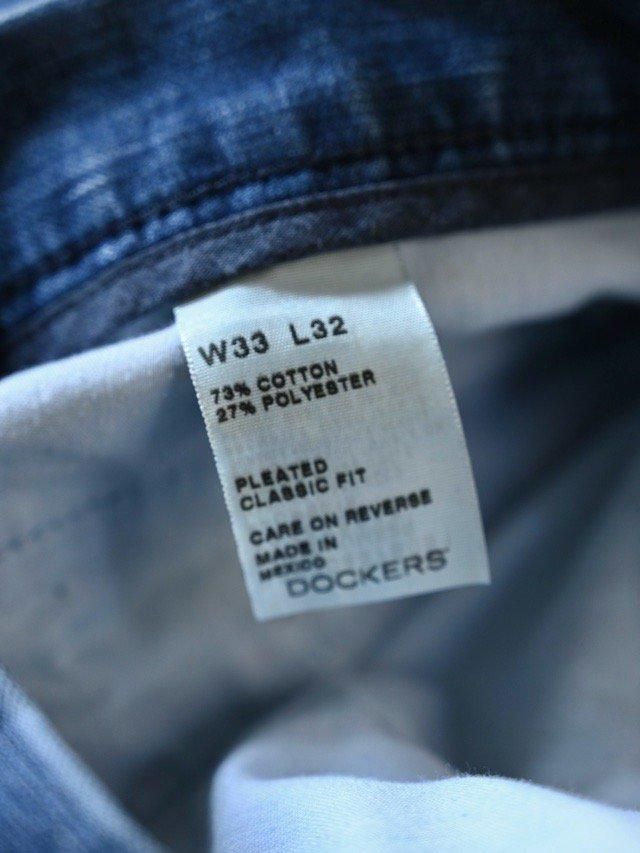 W33 L32
73% COTTON
27% POLYESTER
PLEATED
CLASSIC FIT
CARE ON REVERSE
MADE IN
MEXICO
DOCKERS